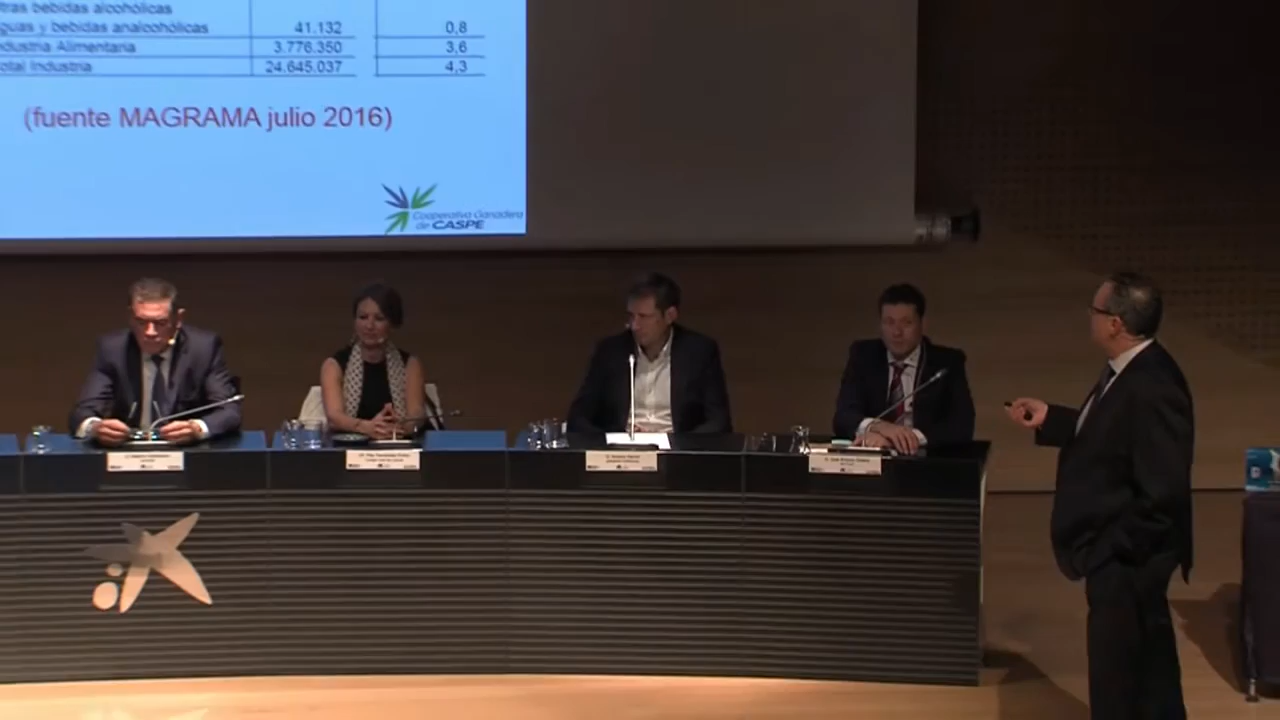 tras bebidas alcohólicas
guas y bebidas analcohólicas 41.132 0,8
ndustria Alimentaria 3.776.350 3,6
otal Industria 24.645.037 4,3
(fuente MAGRAMA julio 2016)
Cooperativa Ganadera
de CASPE